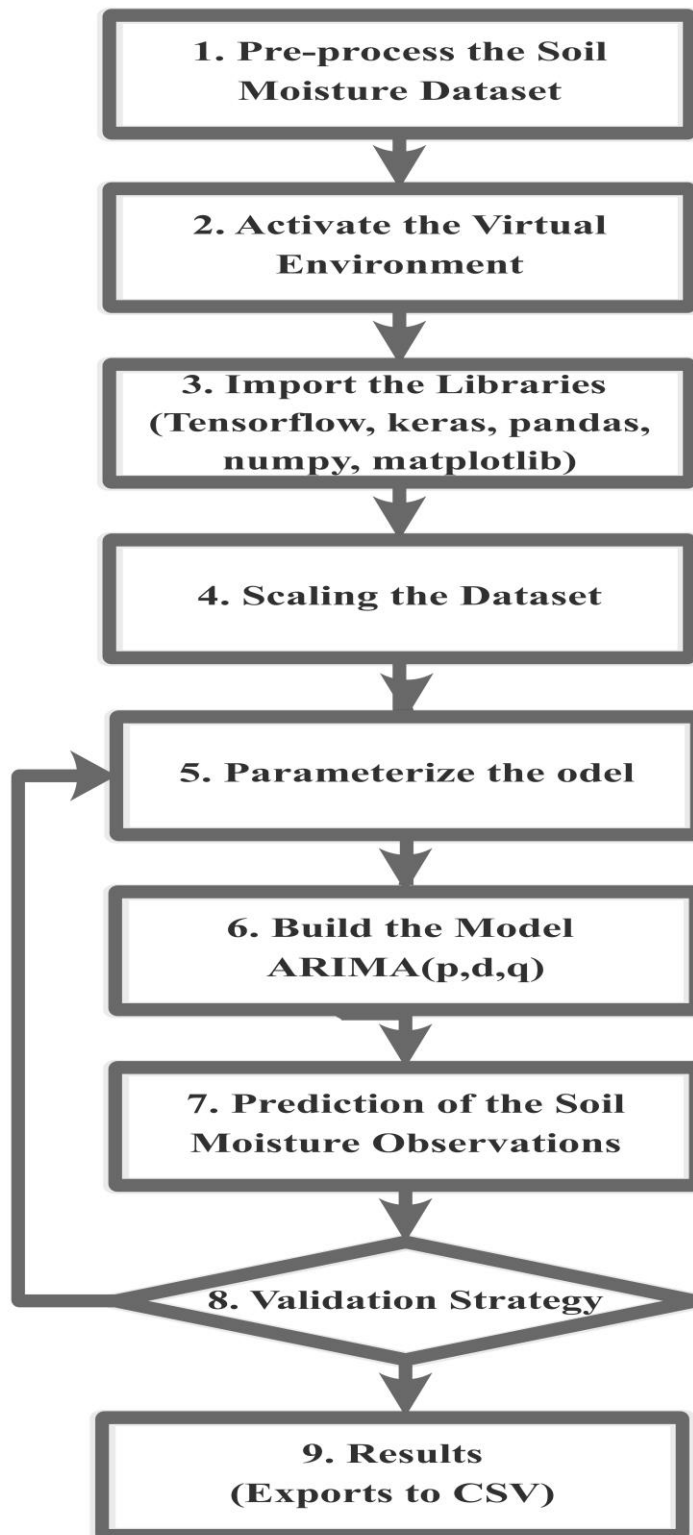 1. Pre-process the Soil
Moisture Dataset
2. Activate the Virtual
Environment
3. Import the Libraries
(Tensorflow, keras, pandas,
numpy, matplotlib)
4. Scaling the Dataset
5. Parameterize the odel
6. Build the Model
ARIMA(p,d,q)
7. Prediction of the Soil
Moisture Observations
8. Validation Strategy
9. Results
(Exports to CSV)